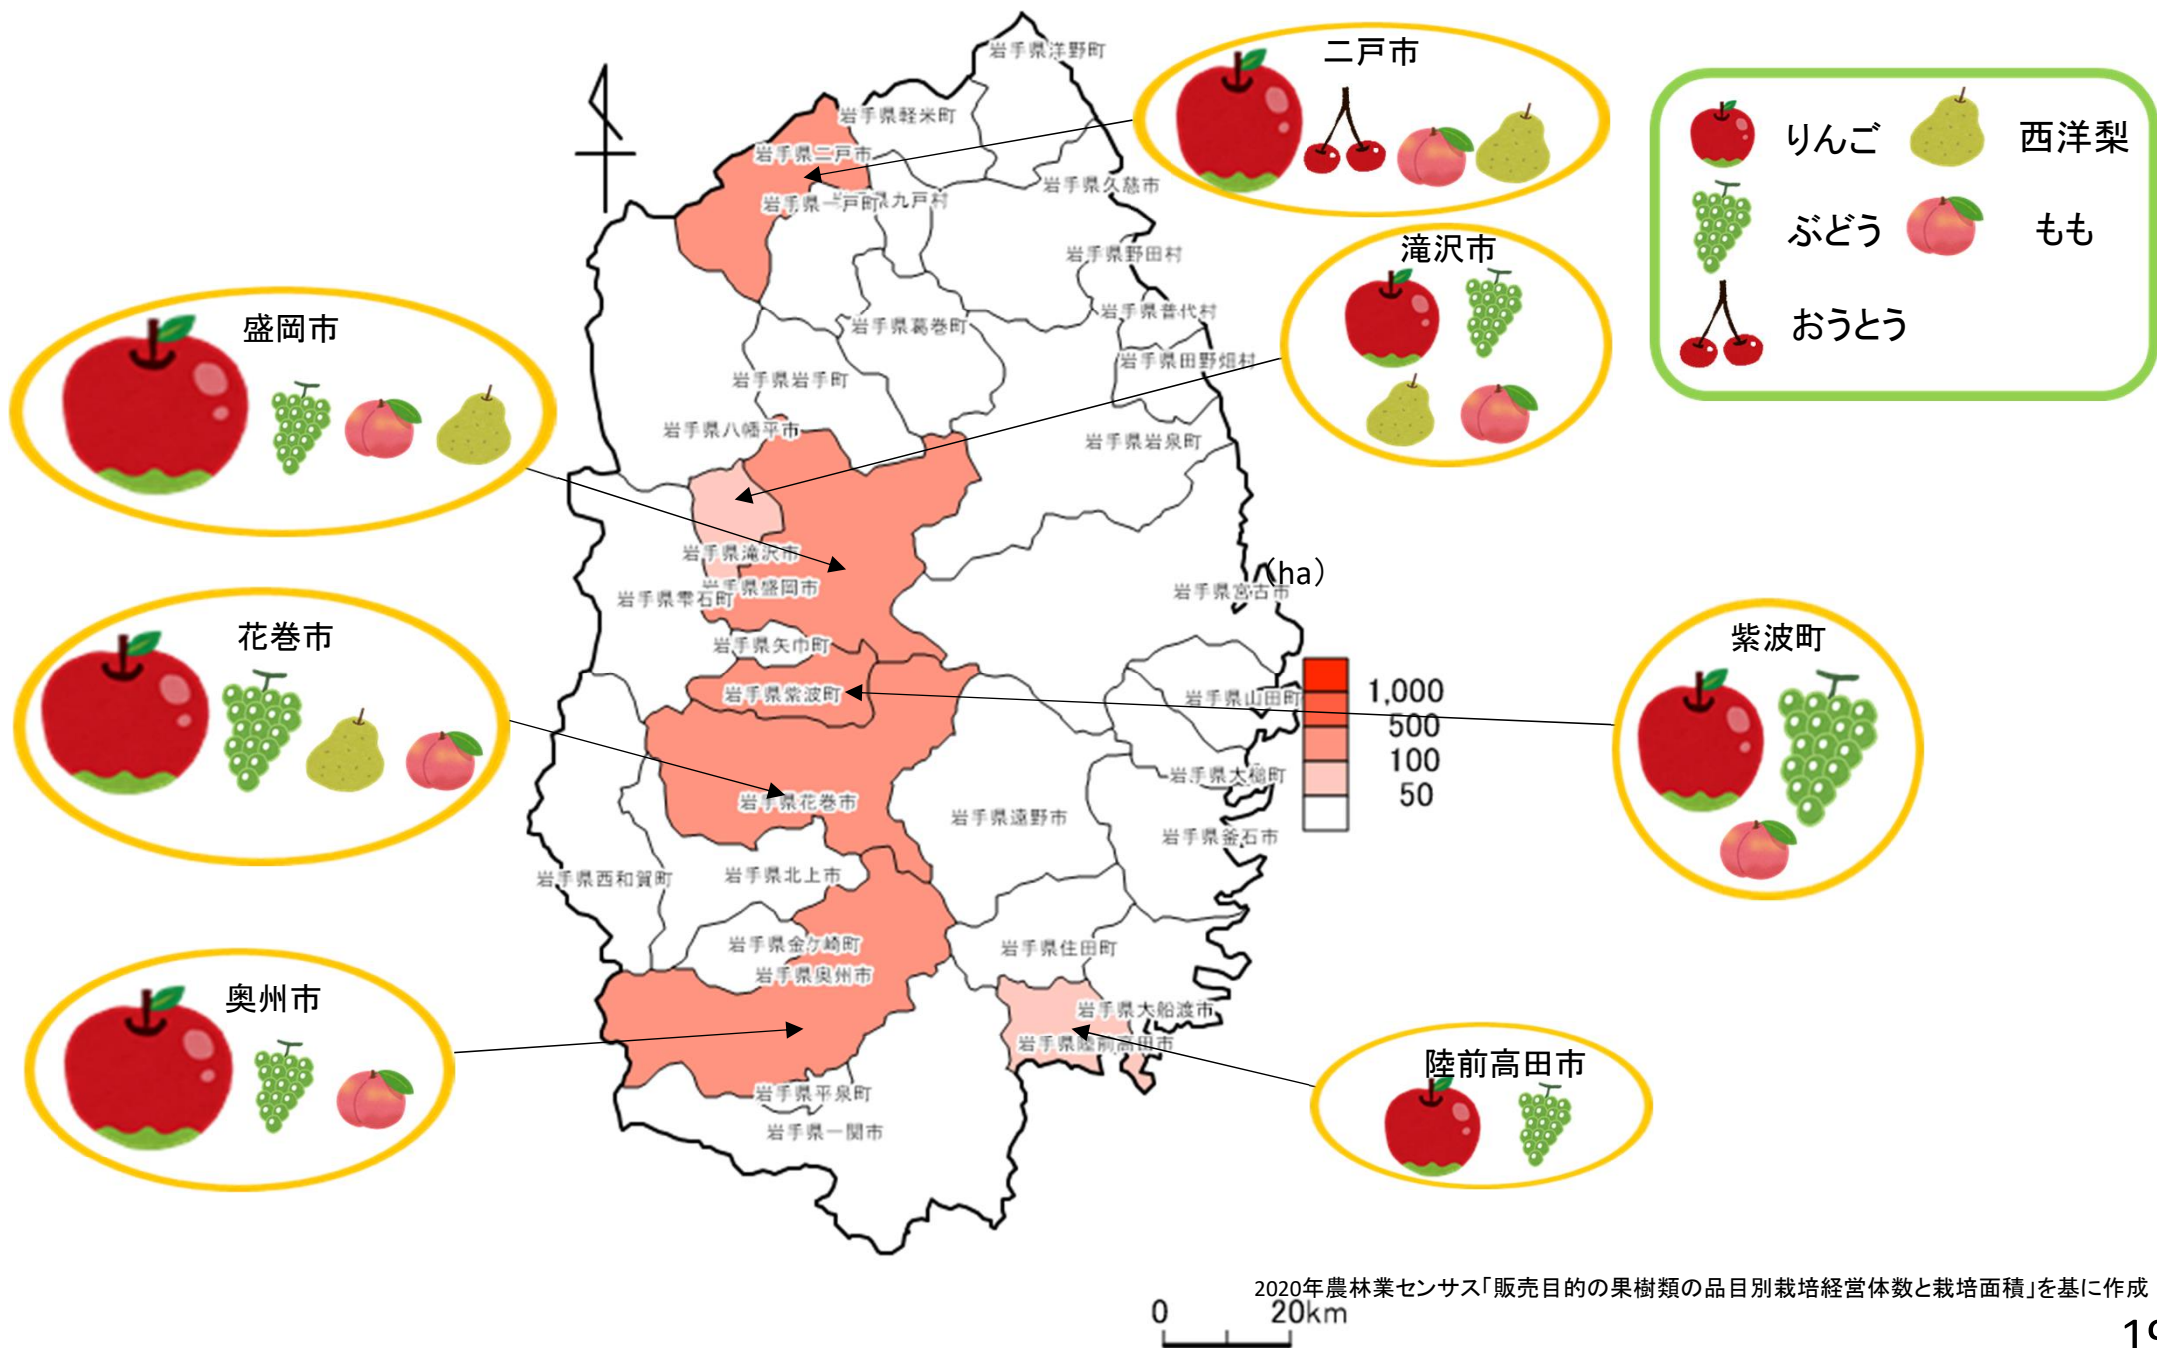 二戸市
りんご
西洋梨
ぶどう
もも
おうとう
滝沢市
盛岡市
花巻市
紫波町
奥州市
陸前高田市
岩手県洋野町
岩手県軽米町
岩手県二戸市
岩手県久慈市
岩手県一戸町
県九戸村
岩手県野田村
岩手県普代村
岩手県葛巻町
岩手県田野畑村
岩手県岩手町
岩手県八幡平市
岩手県岩泉町
岩手県滝沢市
岩手県盛岡市
岩手県雫石町
岩手県宮古市
岩手県矢巾町
岩手県紫波町
岩手県山田町
岩手県大槌町
岩手県花巻市
岩手県遠野市
岩手県釜石市
岩手県西和賀町
岩手県北上市
岩手県金ケ崎町
岩手県住田町
岩手県奥州市
岩手県大船渡市
岩手県陸前高田市
岩手県平泉町
岩手県一関市
(ha)
1,000
500
100
50
2020年農林業センサス「販売目的の果樹類の品目別栽培経営体数と栽培面積」を基に作成
0 20km
19